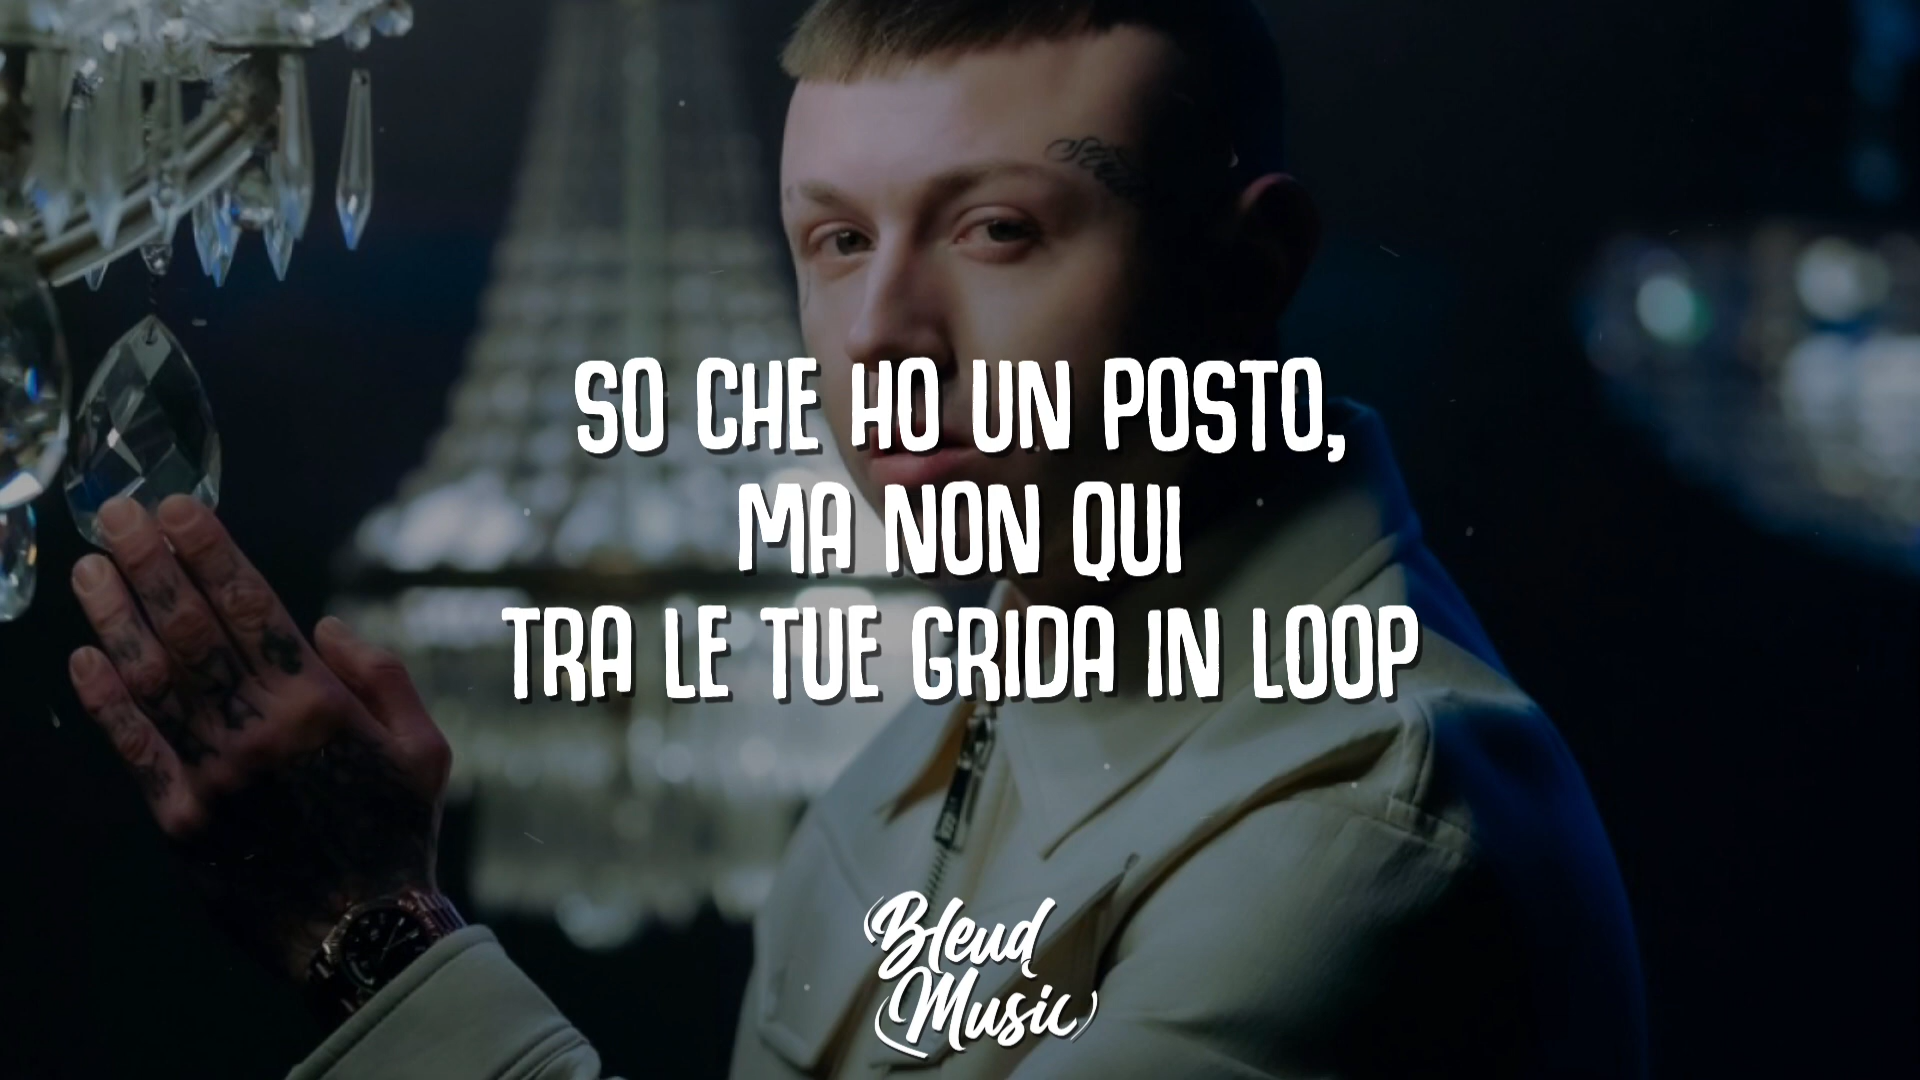 SO CHE HO UN POSTO,
MA NON QUI
TRA LE TUE GRIDA IN LOOP
Bleud
Music